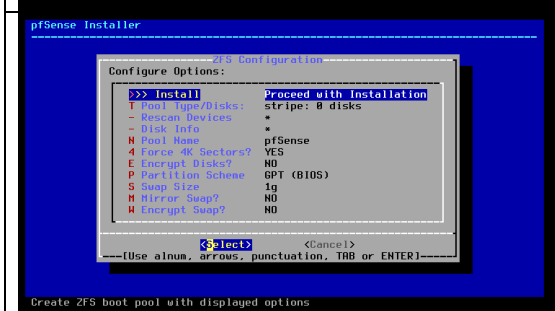 pfSense Installer
ZFS Configuration
Configure Options:
>>> Install Proceed with Installation
T Pool Type/Disks: stripe: 0 disks
- Rescan Devices *
- Disk Info *
N Pool Name pfSense
4 Force 4K Sectors? YES
E Encrypt Disks? NO
P Partition Scheme GPT (BIOS)
S Swap Size 1g
M Mirror Swap? NO
W Encrypt Swap? NO
<Select> <Cancel>
[Use alnum, arrows, punctuation, TAB or ENTER]
Create ZFS boot pool with displayed options